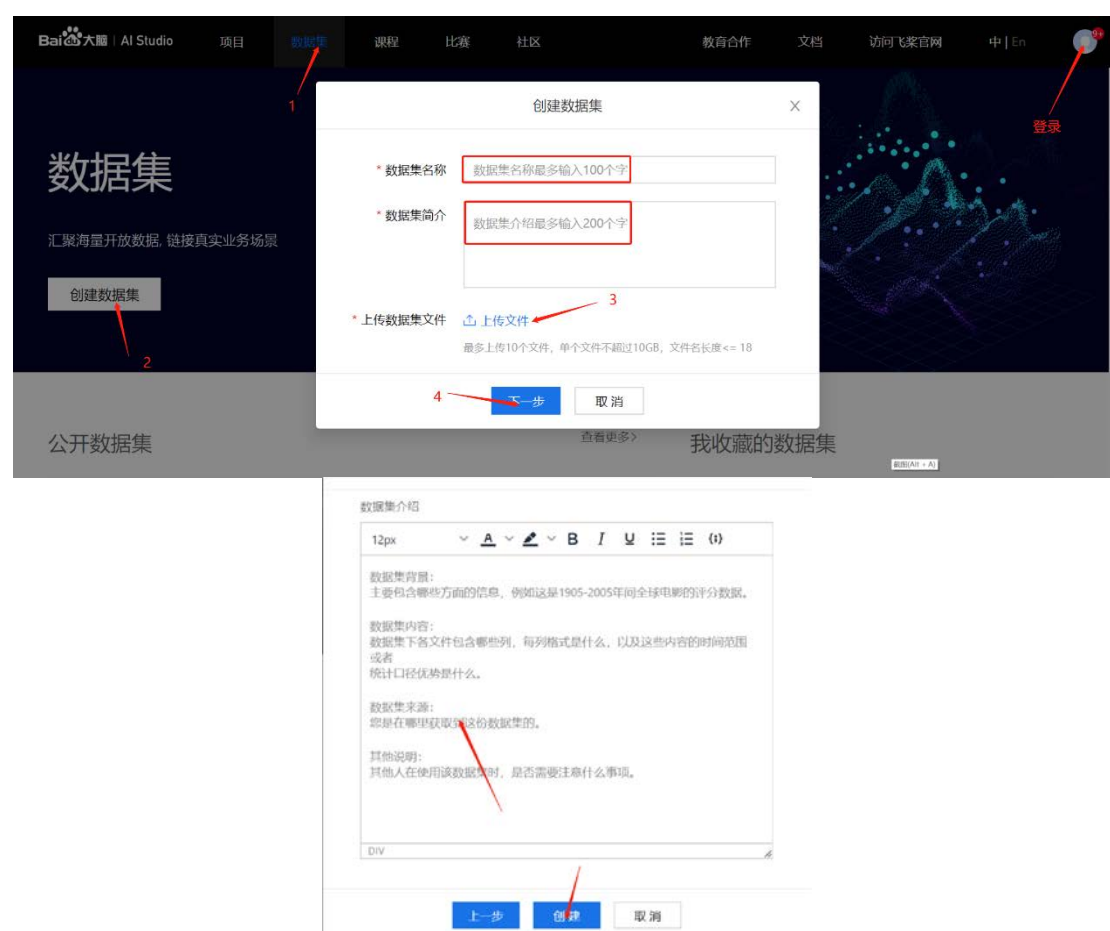 Bai大脑 | AI Studio 项目 数据集 课程 比赛 社区 教育合作 文档 访问飞桨官网 中 | En 9+
1
登录
创建数据集
数据集
* 数据集名称 数据集名称最多输入100个字
* 数据集简介 数据集介绍最多输入200个字
汇聚海量开放数据, 链接真实业务场景
创建数据集
2
3
* 上传数据集文件 上传文件
最多上传10个文件，单个文件不超过10GB，文件名长度<= 18
4
下一步 取消
公开数据集 查看更多> 我收藏的数据集
截图(Alt + A)
数据集介绍
12px A B I U {;}
数据集背景：
主要包含哪些方面的信息，例如这是1905-2005年间全球电影的评分数据。
数据集内容：
数据集下各文件包含哪些列，每列格式是什么，以及这些内容的时间范围
或者
统计口径优势是什么。
数据集来源：
您是在哪里获取到这份数据集的。
其他说明：
其他人在使用该数据集时，是否需要注意什么事项。
DIV
上一步 创建 取消